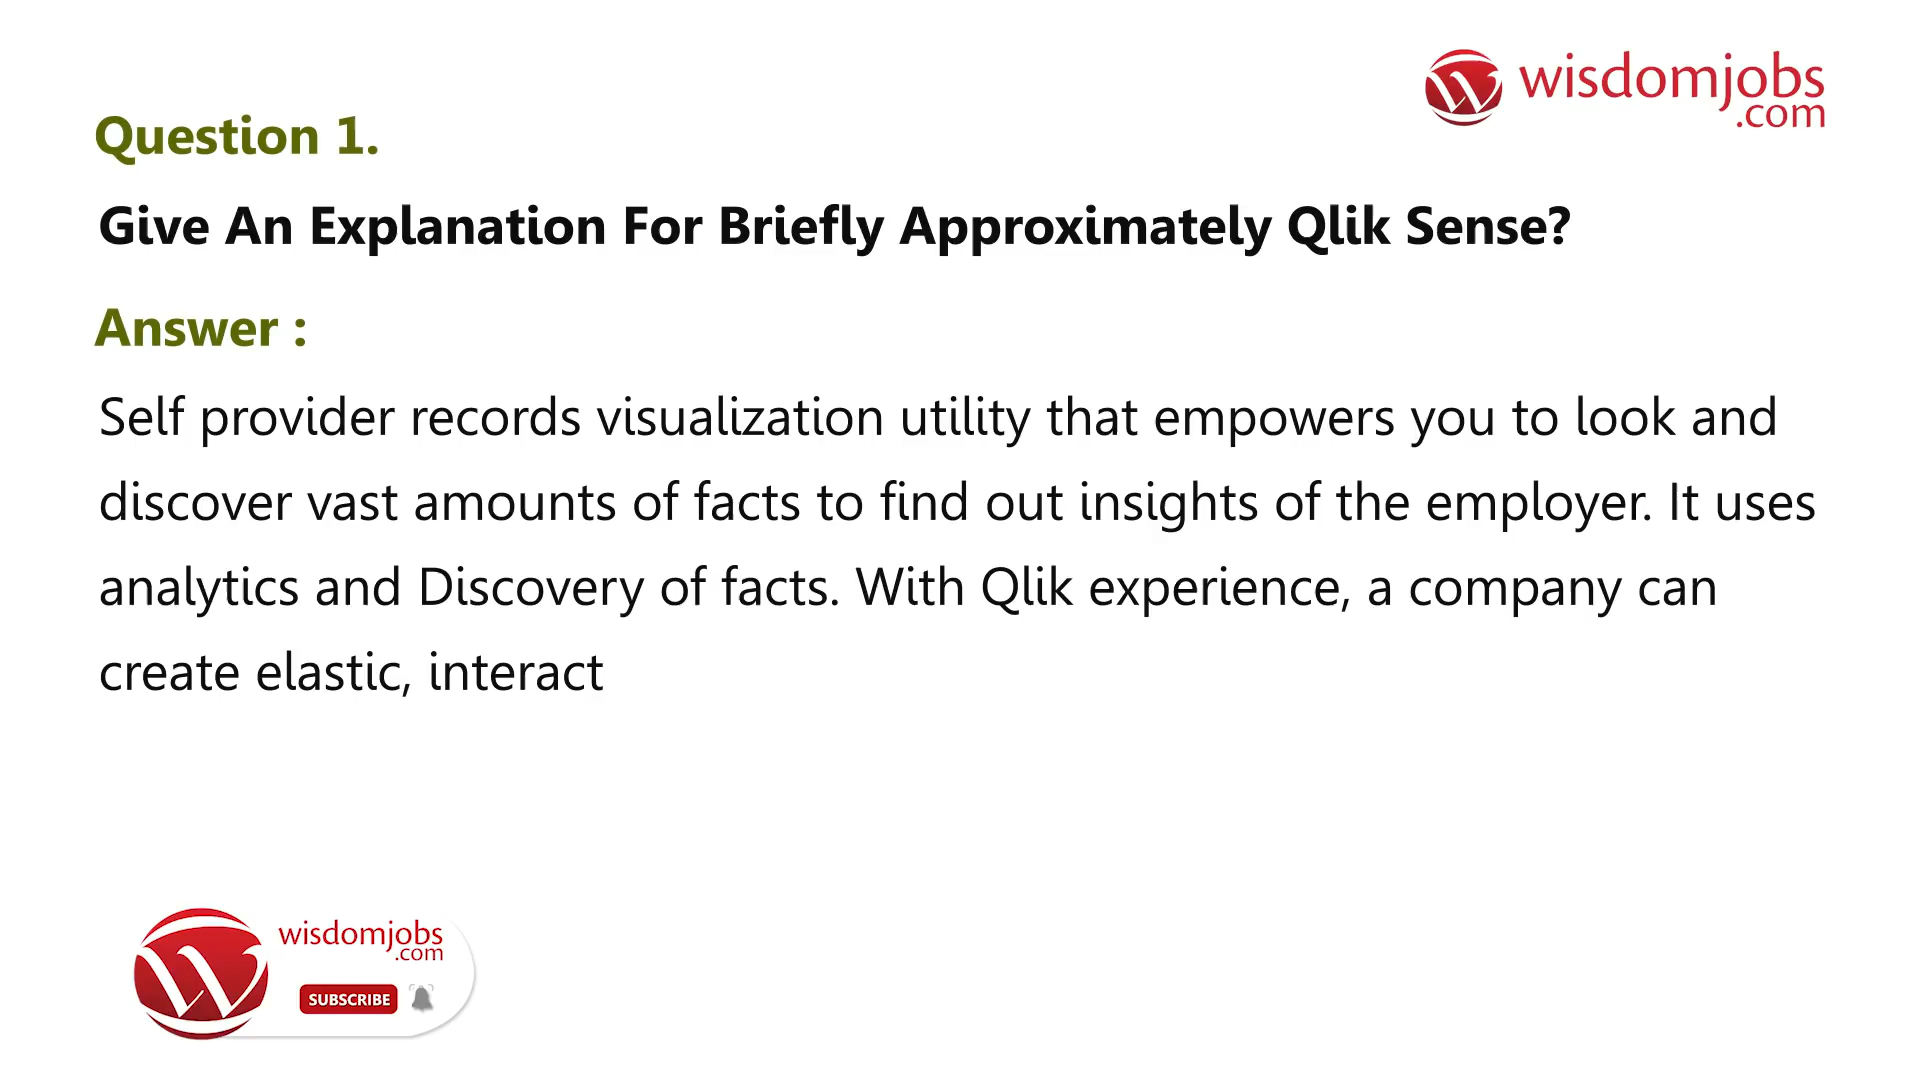 wisdomjobs
.com
Question 1.
Give An Explanation For Briefly Approximately Qlik Sense?
Answer :
Self provider records visualization utility that empowers you to look and
discover vast amounts of facts to find out insights of the employer. It uses
analytics and Discovery of facts. With Qlik experience, a company can
create elastic, interact
wisdomjobs
.com
SUBSCRIBE